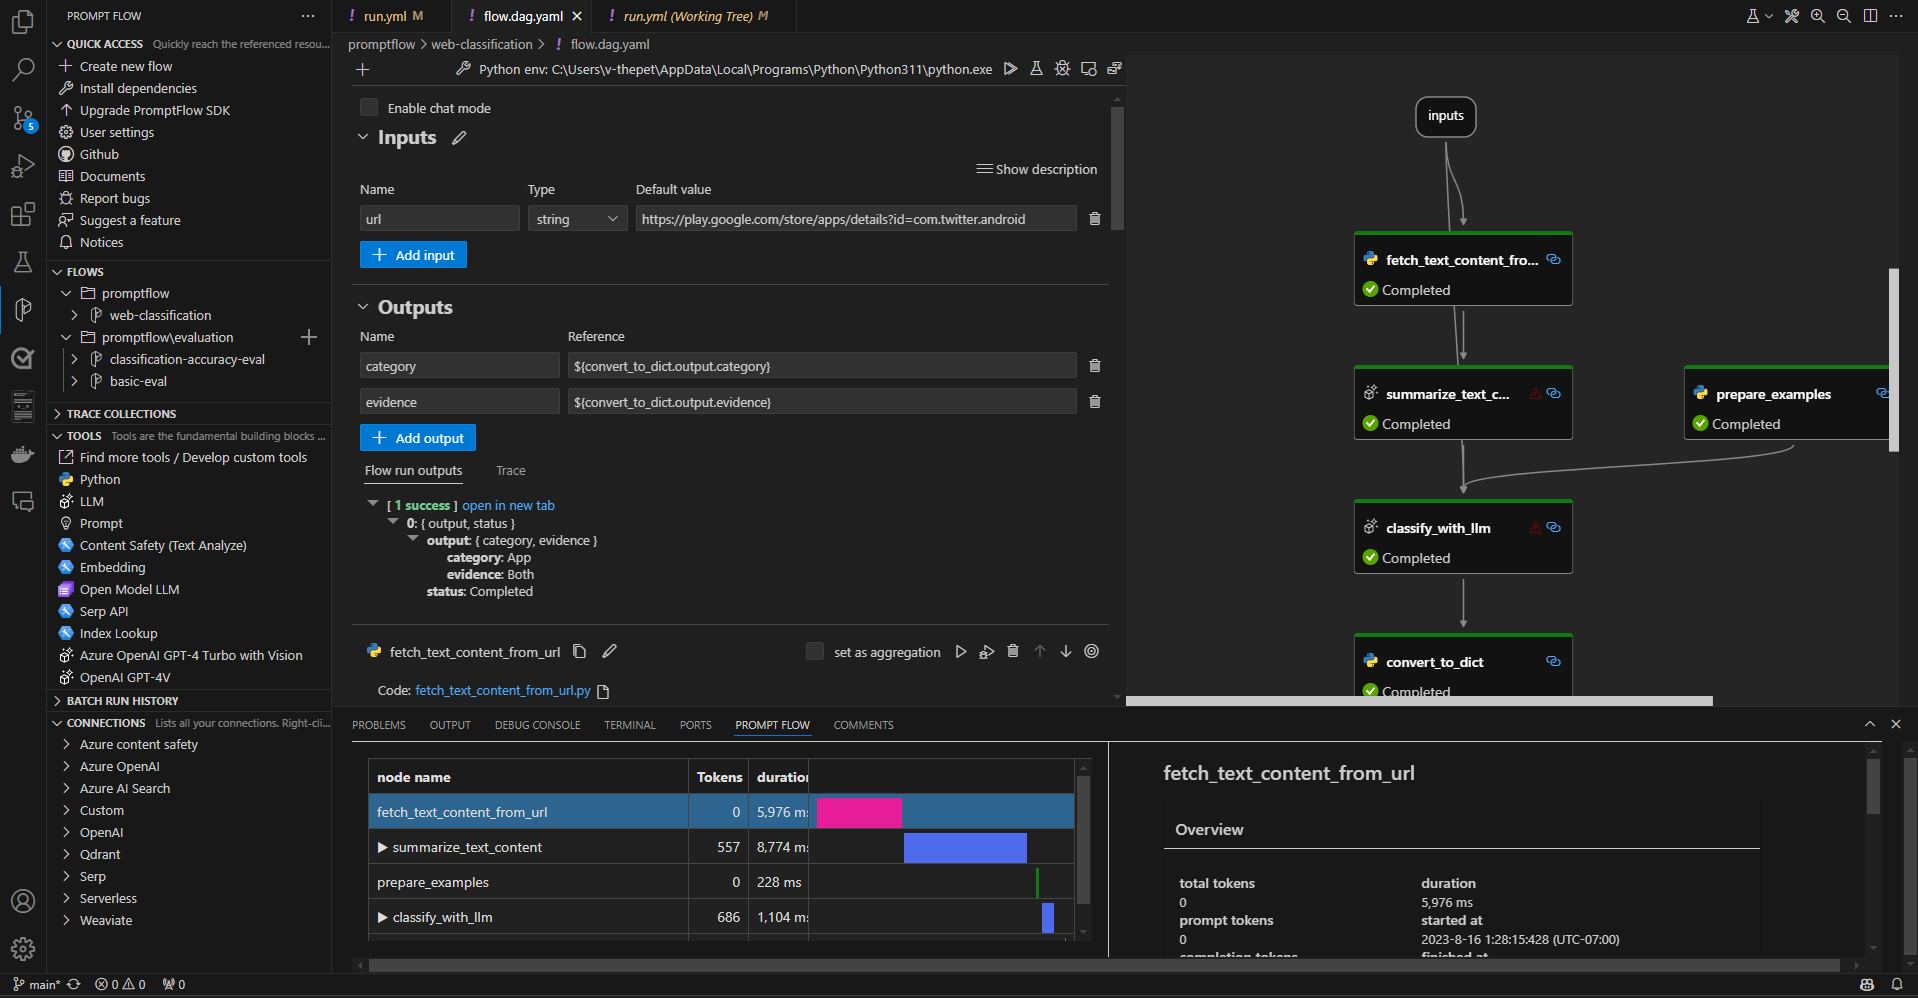 PROMPT FLOW
QUICK ACCESS Quickly reach the referenced resou...
Create new flow
Install dependencies
Upgrade PromptFlow SDK
User settings
Github
Documents
Report bugs
Suggest a feature
Notices
FLOWS
promptflow
web-classification
promptflow\evaluation
classification-accuracy-eval
basic-eval
TRACE COLLECTIONS
TOOLS Tools are the fundamental building blocks ...
Find more tools / Develop custom tools
Python
LLM
Prompt
Content Safety (Text Analyze)
Embedding
Open Model LLM
Serp API
Index Lookup
Azure OpenAI GPT-4 Turbo with Vision
OpenAI GPT-4V
BATCH RUN HISTORY
CONNECTIONS Lists all your connections. Right-cli...
Azure content safety
Azure OpenAI
Azure AI Search
Custom
OpenAI
Qdrant
Serp
Serverless
Weaviate
5
main* 0 0 0
! run.yml M
! flow.dag.yaml
! run.yml (Working Tree) M
promptflow > web-classification > ! flow.dag.yaml
Python env: C:\Users\v-thepet\AppData\Local\Programs\Python\Python311\python.exe
Enable chat mode
Inputs
Show description
Name Type Default value
url string https://play.google.com/store/apps/details?id=com.twitter.android
Add input
Outputs
Name Reference
category ${convert_to_dict.output.category}
evidence ${convert_to_dict.output.evidence}
Add output
Flow run outputs Trace
[ 1 success ] open in new tab
0: { output, status }
output: { category, evidence }
category: App
evidence: Both
status: Completed
fetch_text_content_from_url set as aggregation
Code: fetch_text_content_from_url.py
inputs
fetch_text_content_fro...
Completed
summarize_text_c...
Completed
prepare_examples
Completed
classify_with_llm
Completed
convert_to_dict
Completed
PROBLEMS OUTPUT DEBUG CONSOLE TERMINAL PORTS PROMPT FLOW COMMENTS
node name Tokens duration
fetch_text_content_from_url 0 5,976 ms
summarize_text_content 557 8,774 ms
prepare_examples 0 228 ms
classify_with_llm 686 1,104 ms
fetch_text_content_from_url
Overview
total tokens duration
0 5,976 ms
prompt tokens started at
0 2023-8-16 1:28:15:428 (UTC-07:00)
completion tokens finished at